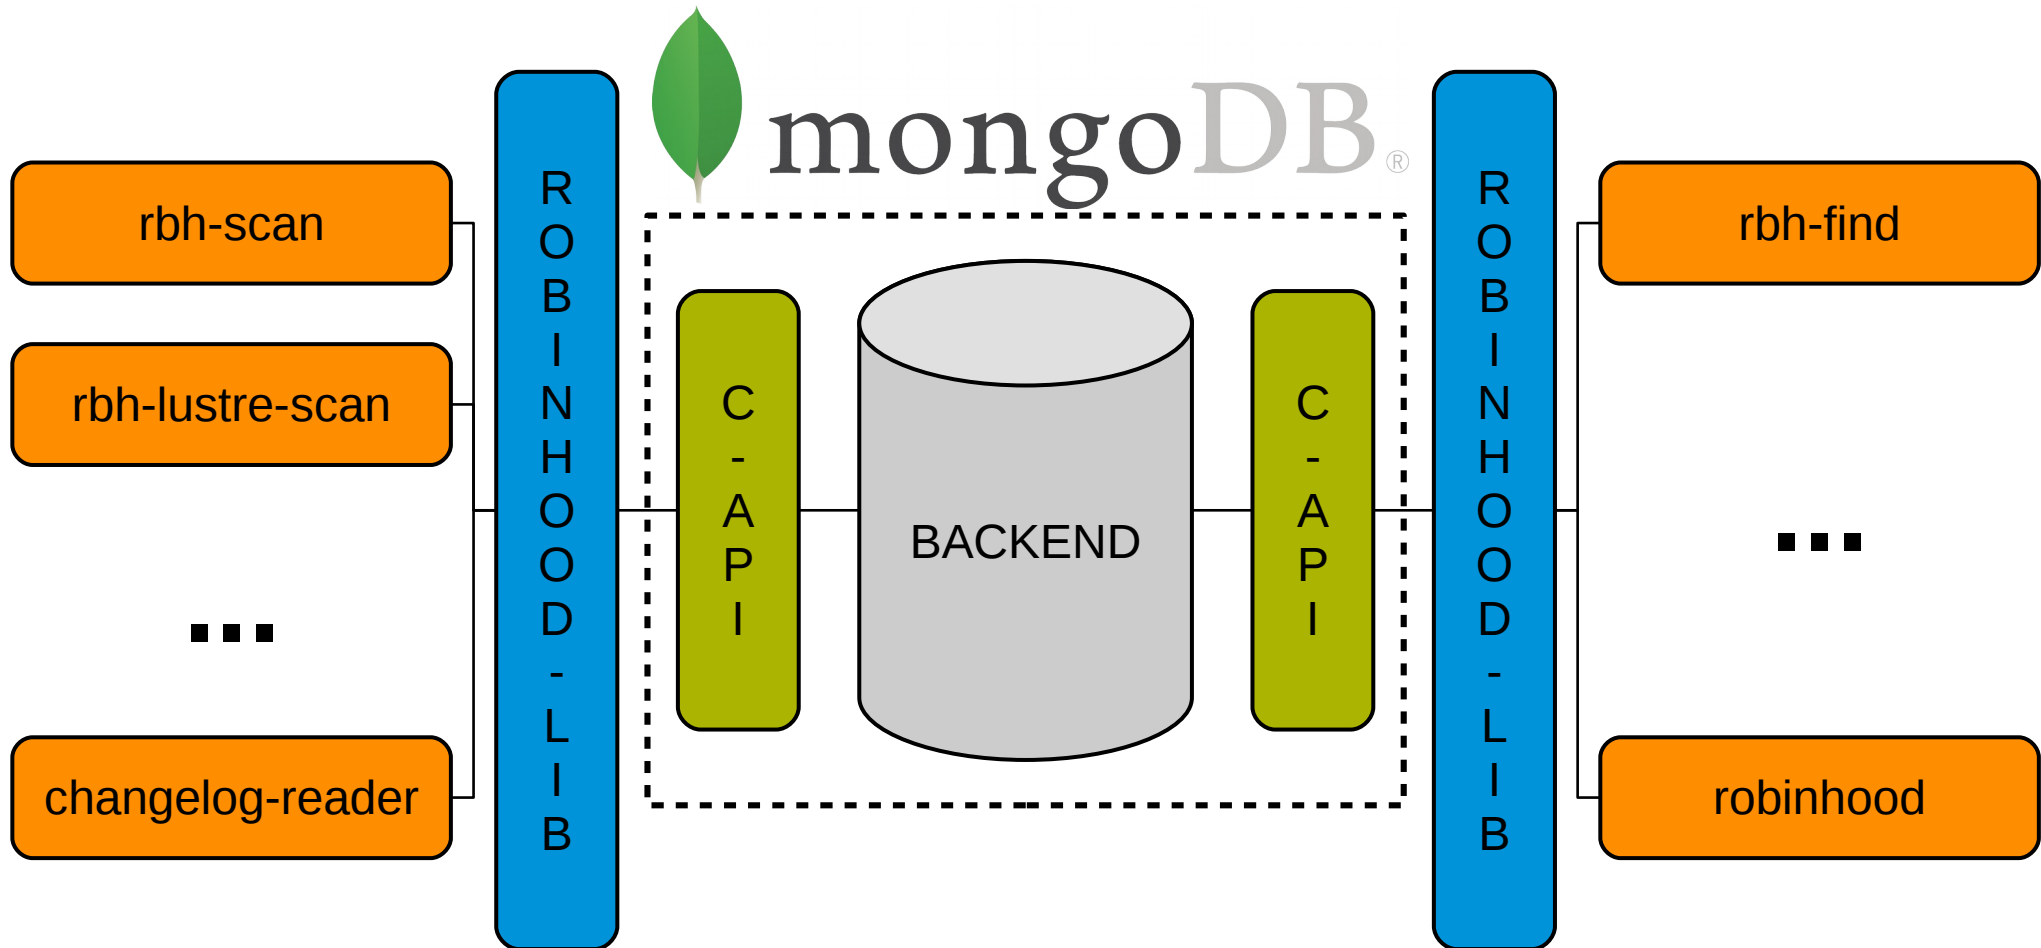 mongoDB®
rbh-scan
rbh-lustre-scan
...
changelog-reader
ROBINHOOD-LIB
C-API
BACKEND
C-API
ROBINHOOD-LIB
rbh-find
...
robinhood